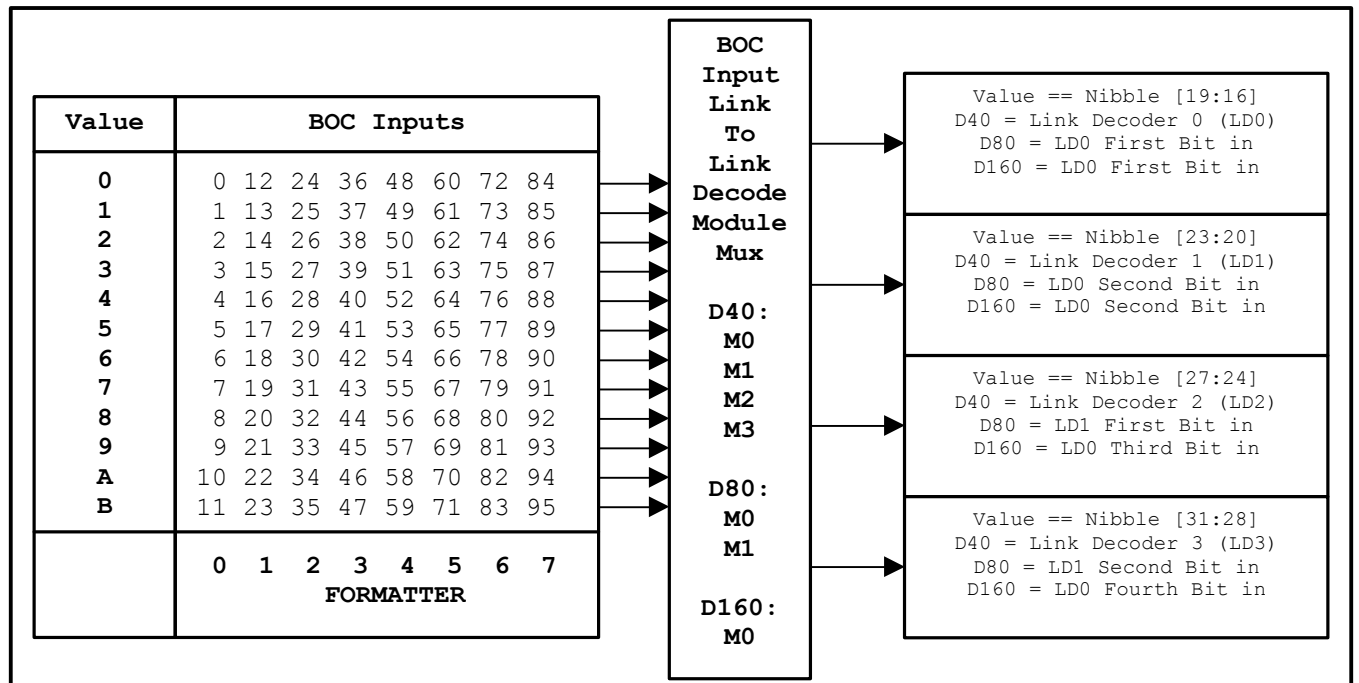 Value BOC Inputs
0 0 12 24 36 48 60 72 84
1 1 13 25 37 49 61 73 85
2 2 14 26 38 50 62 74 86
3 3 15 27 39 51 63 75 87
4 4 16 28 40 52 64 76 88
5 5 17 29 41 53 65 77 89
6 6 18 30 42 54 66 78 90
7 7 19 31 43 55 67 79 91
8 8 20 32 44 56 68 80 92
9 9 21 33 45 57 69 81 93
A 10 22 34 46 58 70 82 94
B 11 23 35 47 59 71 83 95
0 1 2 3 4 5 6 7
FORMATTER
BOC
Input
Link
To
Link
Decode
Module
Mux
D40:
M0
M1
M2
M3
D80:
M0
M1
D160:
M0
Value == Nibble [19:16]
D40 = Link Decoder 0 (LD0)
D80 = LD0 First Bit in
D160 = LD0 First Bit in
Value == Nibble [23:20]
D40 = Link Decoder 1 (LD1)
D80 = LD0 Second Bit in
D160 = LD0 Second Bit in
Value == Nibble [27:24]
D40 = Link Decoder 2 (LD2)
D80 = LD1 First Bit in
D160 = LD0 Third Bit in
Value == Nibble [31:28]
D40 = Link Decoder 3 (LD3)
D80 = LD1 Second Bit in
D160 = LD0 Fourth Bit in